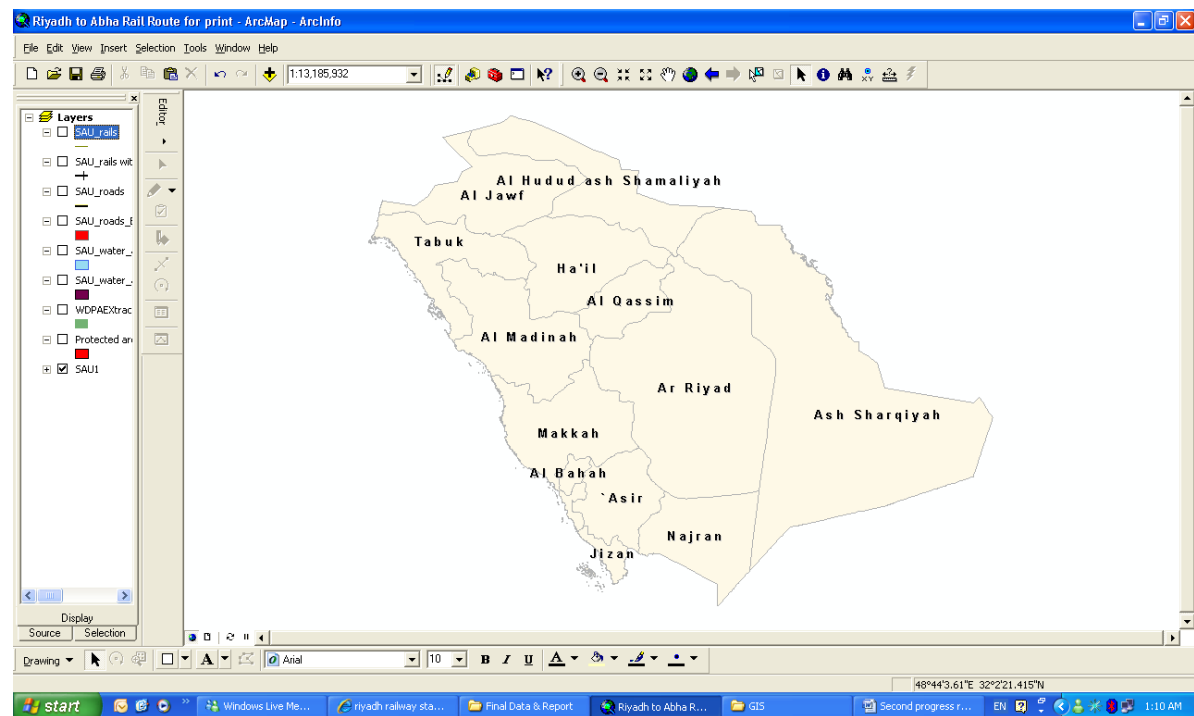 Riyadh to Abha Rail Route for print - ArcMap - ArcInfo
File Edit View Insert Selection Tools Window Help
1:13,185,932
Editor
Layers
SAU_rails
SAU_rails wit
SAU_roads
SAU_roads_E
SAU_water_
SAU_water_
WDPAEXtrac
Protected ar
SAU1
Al Hudud ash Shamaliyah
Al Jawf
Tabuk
Ha'il
Al Qassim
Al Madinah
Ar Riyad
Ash Sharqiyah
Makkah
Al Bahah
`Asir
Najran
Jizan
Display
Source Selection
Drawing A Arial 10 B I U A
48°44'3.61"E 32°2'21.415"N
start Windows Live Me... riyadh railway sta... Final Data & Report Riyadh to Abha R... GIS Second progress r... EN 1:10 AM